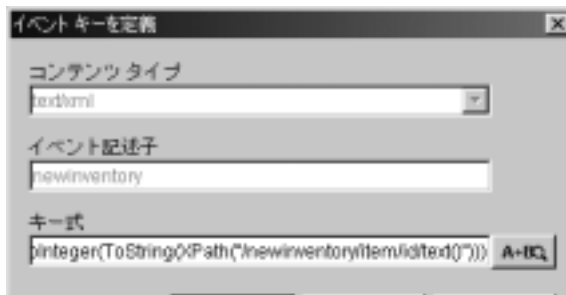 イベント キーを定義
コンテンツ タイプ
text/xml
イベント記述子
newinventory
キー式
oInteger(ToString(XPath("/newinventory/item/id/text()")))